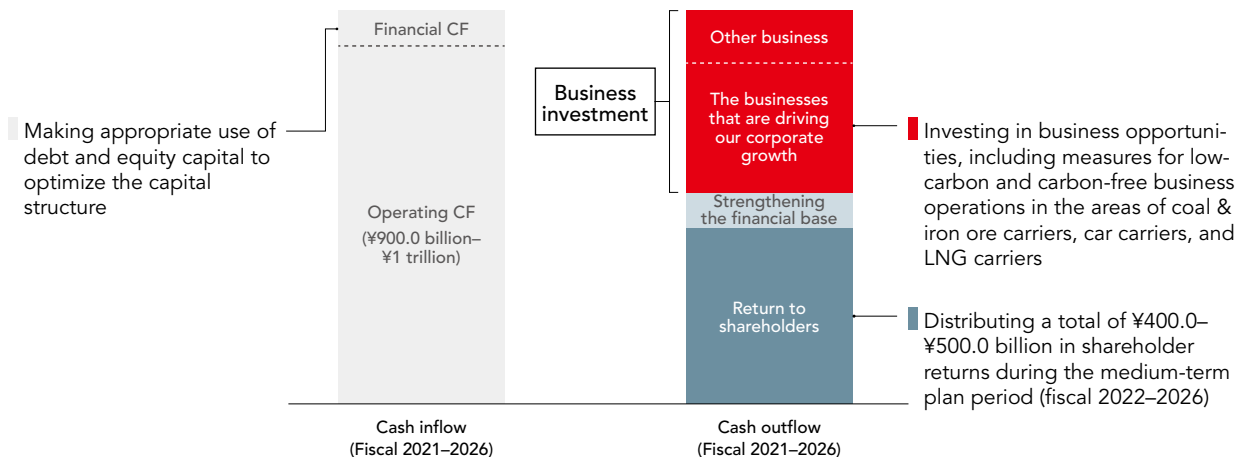 Making appropriate use of
debt and equity capital to
optimize the capital
structure
Financial CF
Operating CF
(¥900.0 billion–
¥1 trillion)
Cash inflow
(Fiscal 2021–2026)
Business
investment
Other business
The businesses
that are driving
our corporate
growth
Strengthening
the financial base
Return to
shareholders
Cash outflow
(Fiscal 2021–2026)
Investing in business opportuni-
ties, including measures for low-
carbon and carbon-free business
operations in the areas of coal &
iron ore carriers, car carriers, and
LNG carriers
Distributing a total of ¥400.0–
¥500.0 billion in shareholder
returns during the medium-term
plan period (fiscal 2022–2026)